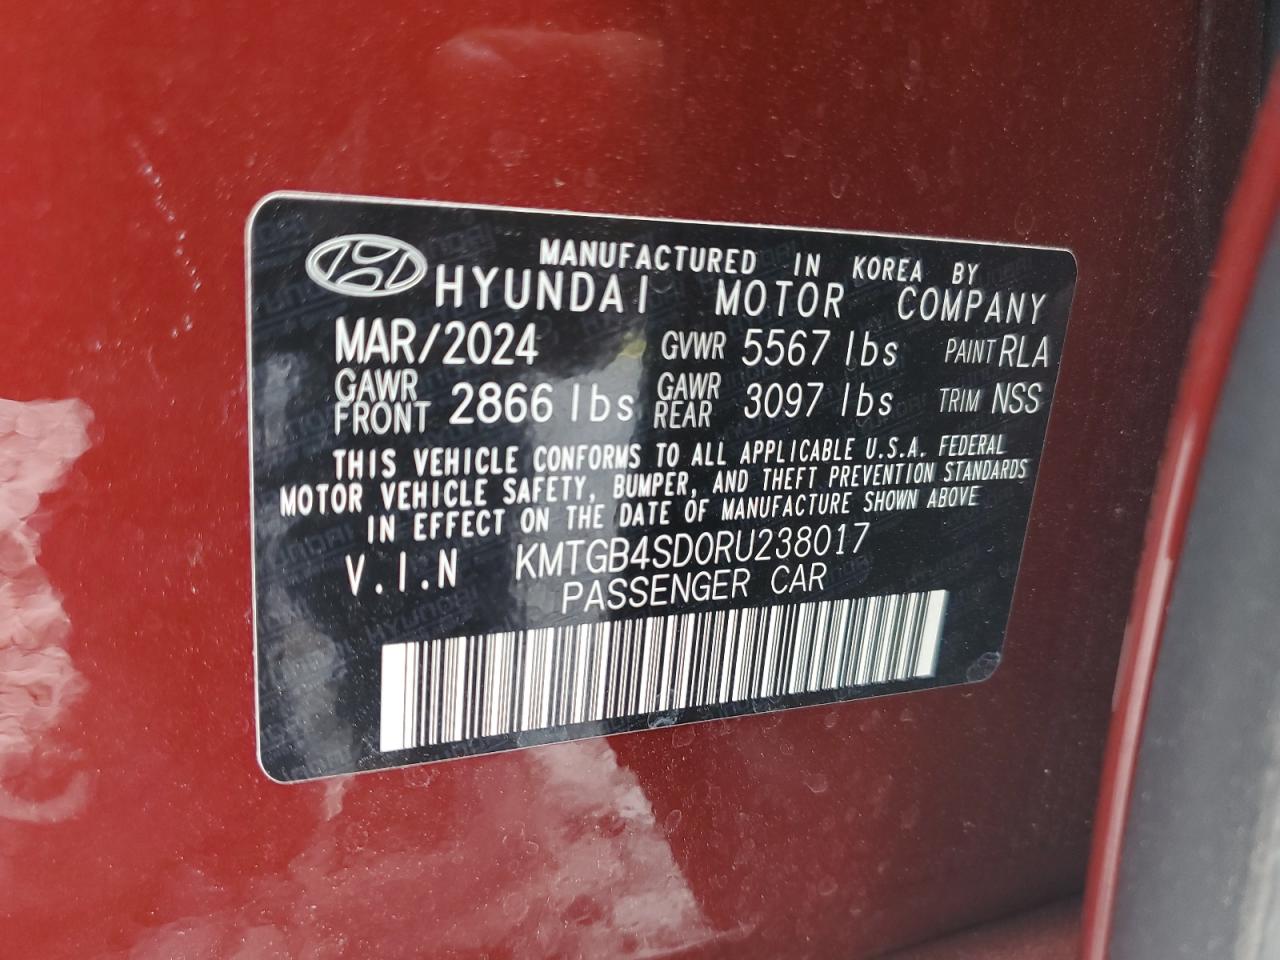 MANUFACTURED IN KOREA BY
HYUNDAI MOTOR COMPANY
MAR/2024 GVWR 5567 lbs PAINT RLA
GAWR FRONT 2866 lbs GAWR REAR 3097 lbs TRIM NSS
THIS VEHICLE CONFORMS TO ALL APPLICABLE U.S.A. FEDERAL
MOTOR VEHICLE SAFETY, BUMPER, AND THEFT PREVENTION STANDARDS
IN EFFECT ON THE DATE OF MANUFACTURE SHOWN ABOVE
V.I.N KMTGB4SD0RU238017
PASSENGER CAR